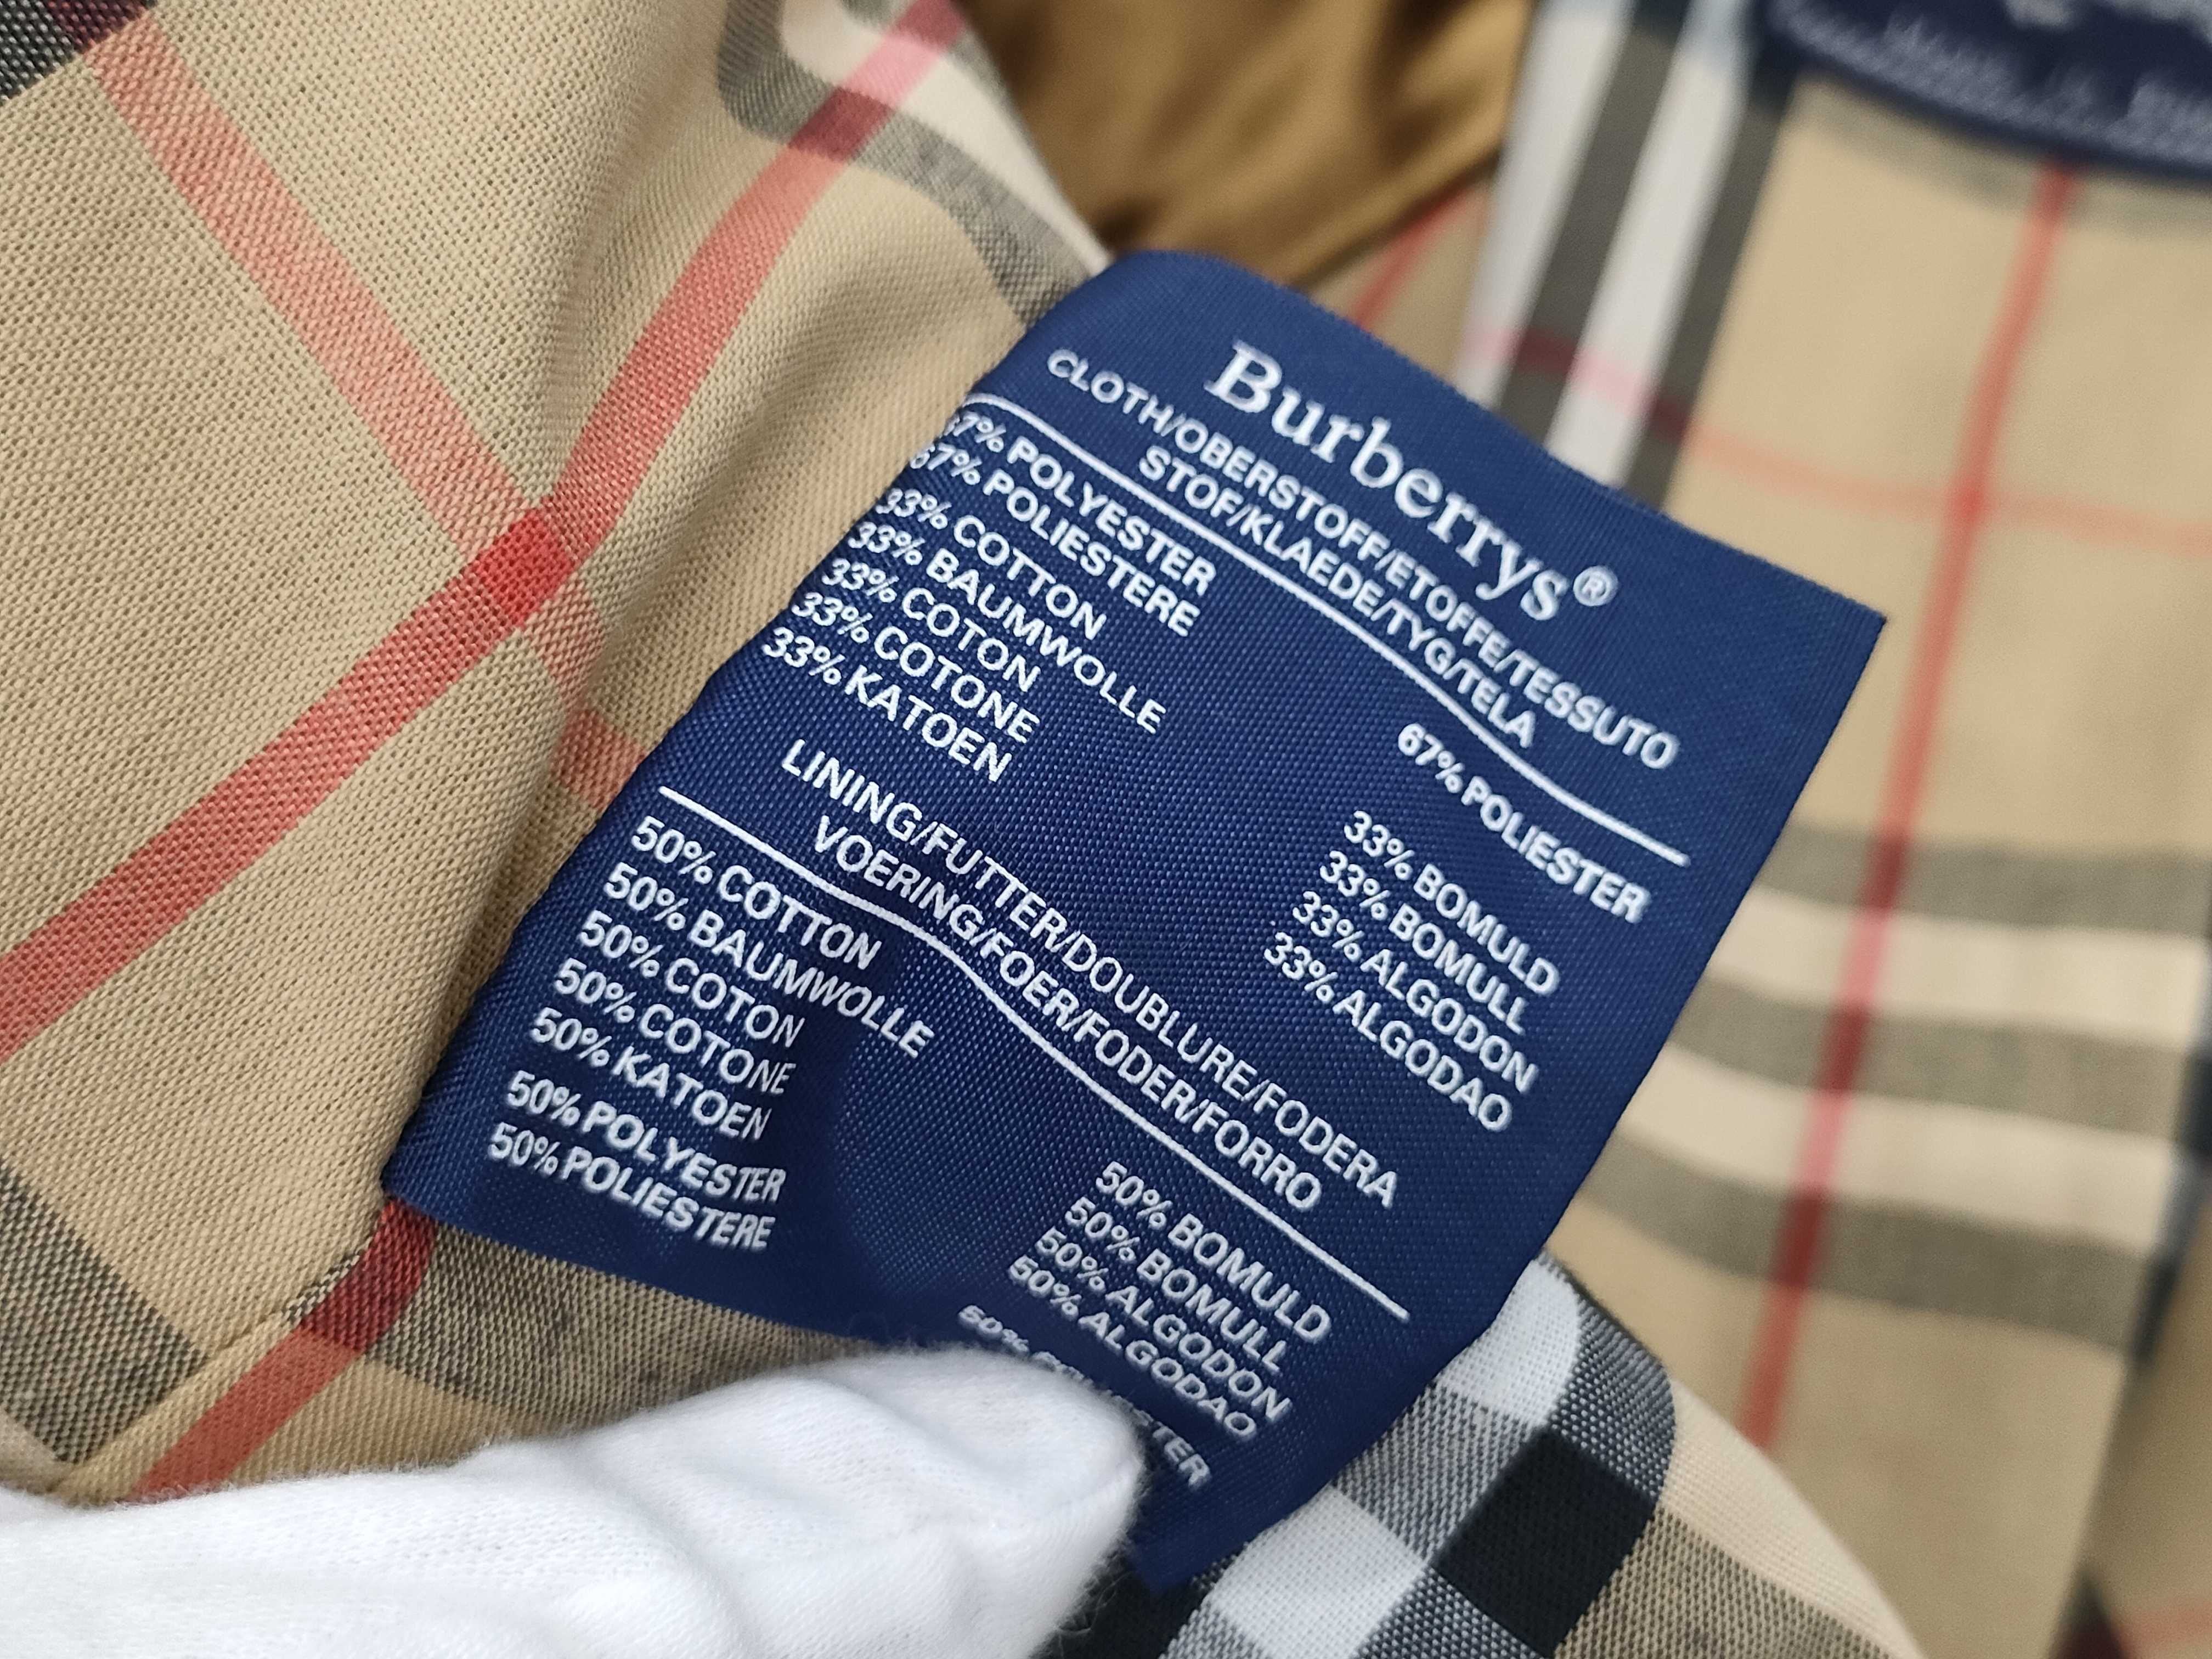 Burberrys®
CLOTH/OBERSTOFF/ETOFFE/TESSUTO
STOF/KLAEDE/TYG/TELA
67% POLYESTER
67% POLIESTERE
67% POLIESTER
33% COTTON
33% BAUMWOLLE
33% COTON
33% COTONE
33% KATOEN
33% BOMULD
33% BOMULL
33% ALGODON
33% ALGODAO
LINING/FUTTER/DOUBLURE/FODERA
VOERING/FOER/FODER/FORRO
50% COTTON
50% BAUMWOLLE
50% COTON
50% COTONE
50% KATOEN
50% POLYESTER
50% POLIESTERE
50% BOMULD
50% BOMULL
50% ALGODON
50% ALGODAO
50%